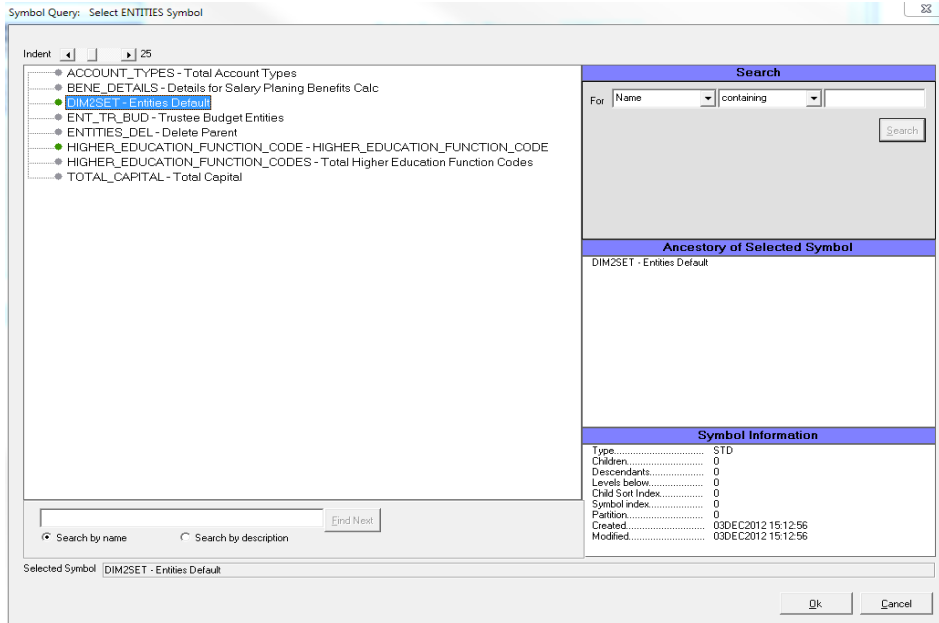 Symbol Query: Select ENTITIES Symbol
Indent 25
ACCOUNT_TYPES - Total Account Types
BENE_DETAILS - Details for Salary Planing Benefits Calc
DIM2SET - Entities Default
ENT_TR_BUD - Trustee Budget Entities
ENTITIES_DEL - Delete Parent
HIGHER_EDUCATION_FUNCTION_CODE - HIGHER_EDUCATION_FUNCTION_CODE
HIGHER_EDUCATION_FUNCTION_CODES - Total Higher Education Function Codes
TOTAL_CAPITAL - Total Capital
Find Next
Search by name Search by description
Search
For Name containing
Search
Ancestory of Selected Symbol
DIM2SET - Entities Default
Symbol Information
Type........................... STD
Children........................... 0
Descendants.................... 0
Levels below.................... 0
Child Sort Index............... 0
Symbol index.................... 0
Partition........................... 0
Created........................... 03DEC2012 15:12:56
Modified........................... 03DEC2012 15:12:56
Selected Symbol DIM2SET - Entities Default
Ok Cancel